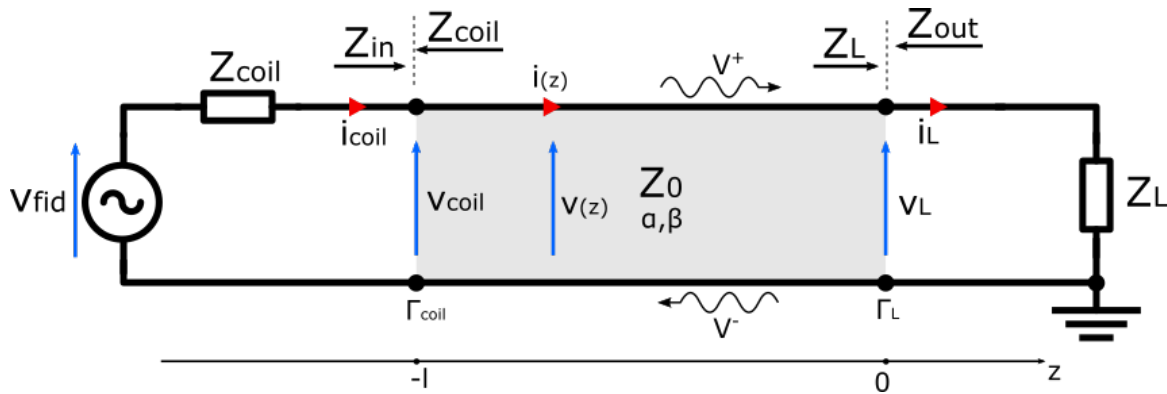 Zin
Zcoil
ZL
Zout
Zcoil
i(z)
V+
icoil
iL
vfid
vcoil
v(z)
Z0
α,β
vL
ZL
Γcoil
V-
ΓL
-l
0
z